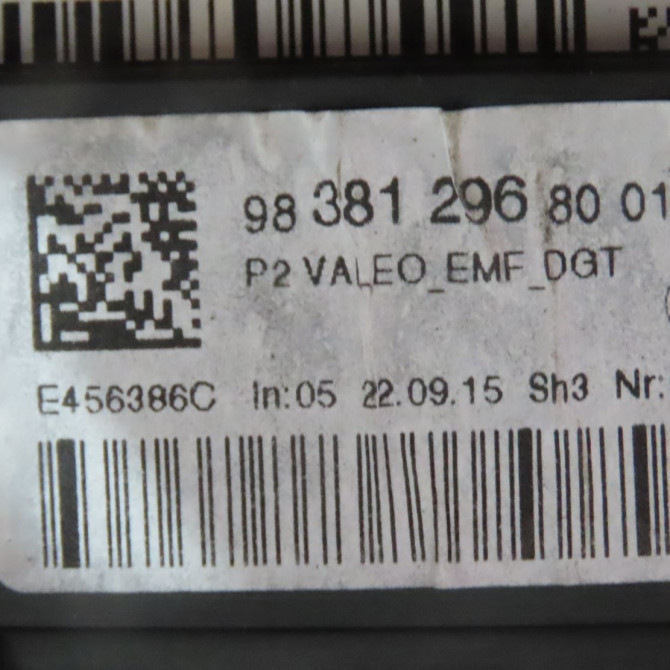 98 381 296 80 01
P2 VALEO_EMF_DGT
E456386C In:05 22.09.15 Sh3 Nr: